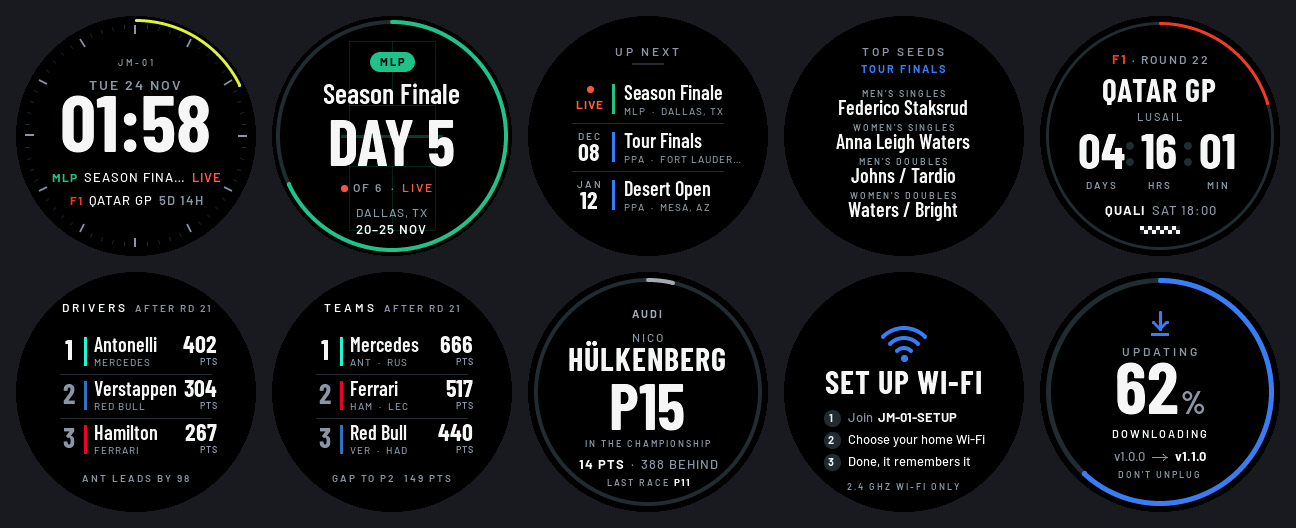 JM-01
TUE 24 NOV
01:58
MLP SEASON FINA... LIVE
F1 QATAR GP 5D 14H
MLP
Season Finale
DAY 5
OF 6 · LIVE
DALLAS, TX
20–25 NOV
UP NEXT
LIVE
Season Finale
MLP · DALLAS, TX
DEC
08
Tour Finals
PPA · FORT LAUDER...
JAN
12
Desert Open
PPA · MESA, AZ
TOP SEEDS
TOUR FINALS
MEN'S SINGLES
Federico Staksrud
WOMEN'S SINGLES
Anna Leigh Waters
MEN'S DOUBLES
Johns / Tardio
WOMEN'S DOUBLES
Waters / Bright
F1 · ROUND 22
QATAR GP
LUSAIL
04:16:01
DAYS HRS MIN
QUALI SAT 18:00
DRIVERS AFTER RD 21
1 Antonelli 402
MERCEDES PTS
2 Verstappen 304
RED BULL PTS
3 Hamilton 267
FERRARI PTS
ANT LEADS BY 98
TEAMS AFTER RD 21
1 Mercedes 666
ANT · RUS PTS
2 Ferrari 517
HAM · LEC PTS
3 Red Bull 440
VER · HAD PTS
GAP TO P2 149 PTS
AUDI
NICO
HÜLKENBERG
P15
IN THE CHAMPIONSHIP
14 PTS · 388 BEHIND
LAST RACE P11
SET UP WI-FI
1 Join JM-01-SETUP
2 Choose your home Wi-Fi
3 Done, it remembers it
2.4 GHZ WI-FI ONLY
UPDATING
62%
DOWNLOADING
v1.0.0 → v1.1.0
DON'T UNPLUG